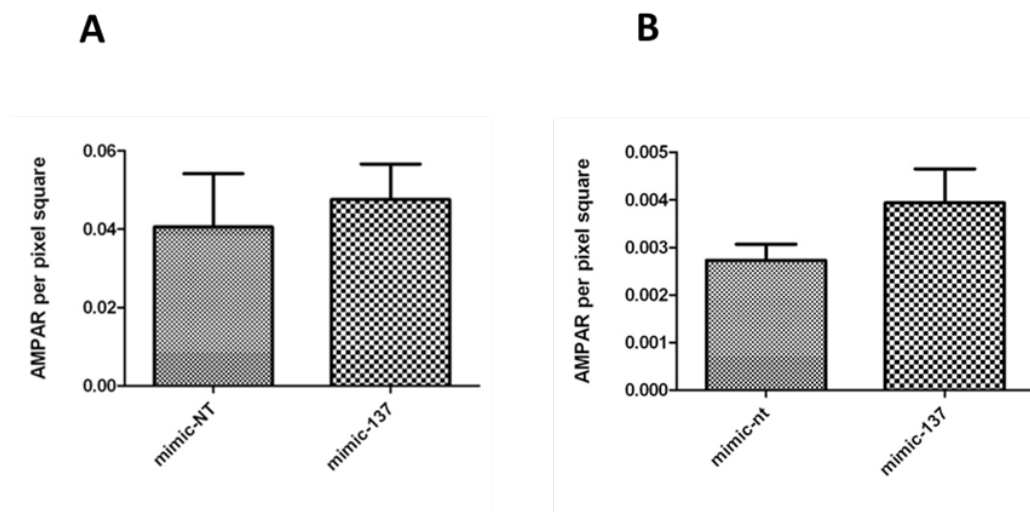 A
B
AMPAR per pixel square
0.06
0.04
0.02
0.00
mimic-NT
mimic-137
AMPAR per pixel square
0.005
0.004
0.003
0.002
0.001
0.000
mimic-nt
mimic-137